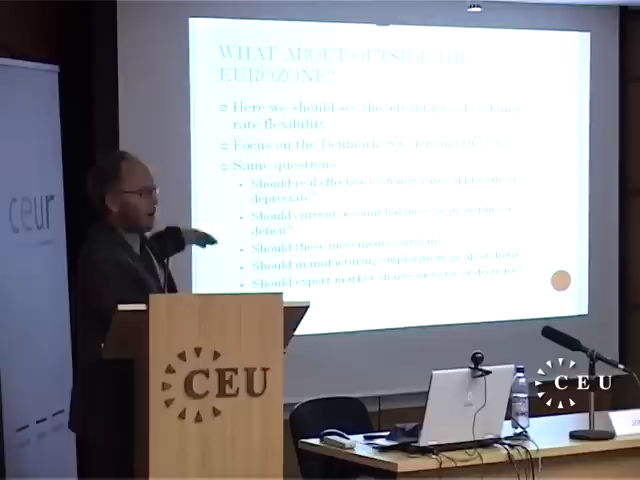 WHAT ABOUT OUTSIDE THE
EUROZONE?
Here we should see the advantages of exchange
rate flexibility
Focus on the Denmark, Sweden and the
Same questions
Should real effective exchange rates appreciate or
depreciate?
Should current account balances be in surplus or
deficit?
Should these movements
Should manufacturing employment go up or down
Should export market shares increase or decrease?
ceur
CEU
CEU